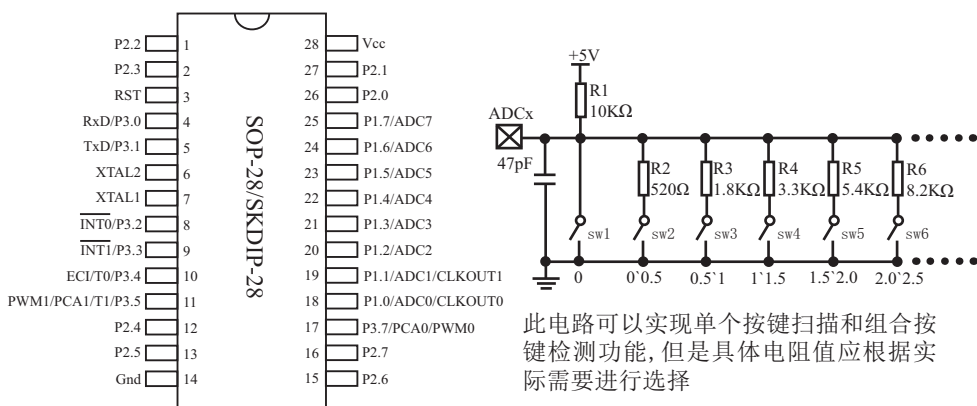 P2.2 1
P2.3 2
RST 3
RxD/P3.0 4
TxD/P3.1 5
XTAL2 6
XTAL1 7
INT0/P3.2 8
INT1/P3.3 9
ECI/T0/P3.4 10
PWM1/PCA1/T1/P3.5 11
P2.4 12
P2.5 13
Gnd 14
SOP-28/SKDIP-28
28 Vcc
27 P2.1
26 P2.0
25 P1.7/ADC7
24 P1.6/ADC6
23 P1.5/ADC5
22 P1.4/ADC4
21 P1.3/ADC3
20 P1.2/ADC2
19 P1.1/ADC1/CLKOUT1
18 P1.0/ADC0/CLKOUT0
17 P3.7/PCA0/PWM0
16 P2.7
15 P2.6
+5V
R1
10KΩ
ADCx
47pF
R2
520Ω
R3
1.8KΩ
R4
3.3KΩ
R5
5.4KΩ
R6
8.2KΩ
sw1
sw2
sw3
sw4
sw5
sw6
0
0`0.5
0.5`1
1`1.5
1.5`2.0
2.0`2.5
此电路可以实现单个按键扫描和组合按
键检测功能,但是具体电阻值应根据实
际需要进行选择